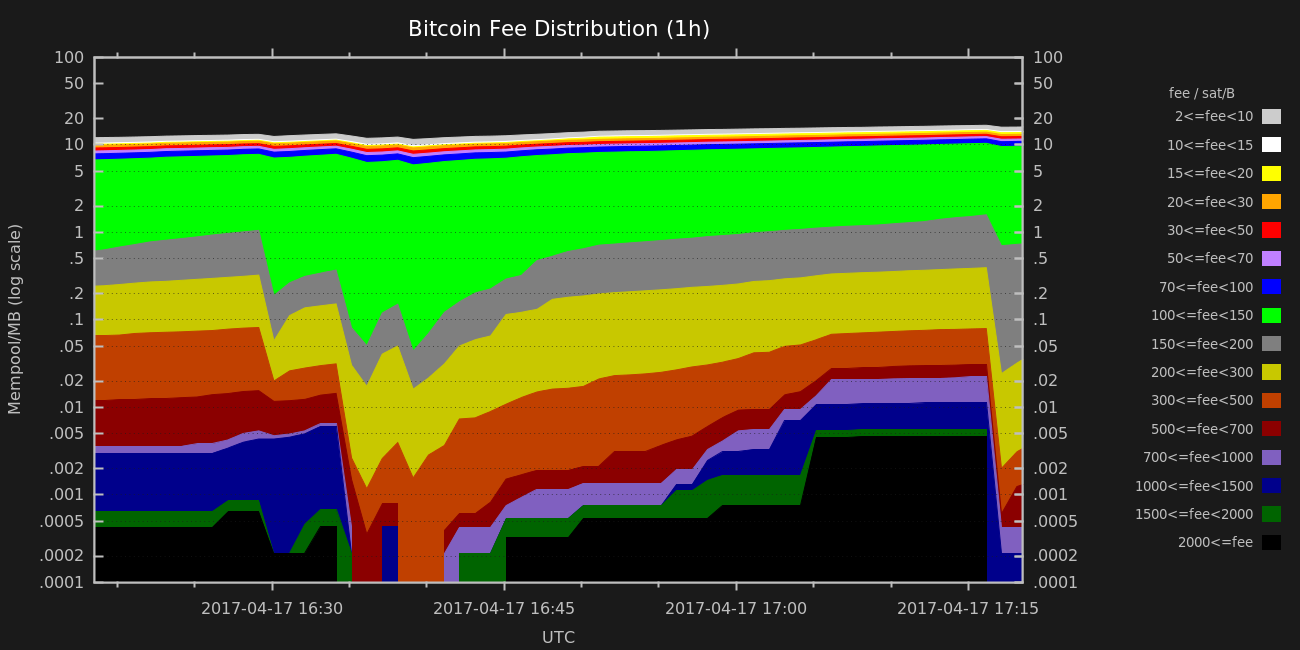 Bitcoin Fee Distribution (1h)
100
50
20
10
5
2
1
.5
.2
.1
.05
.02
.01
.005
.002
.001
.0005
.0002
.0001
Mempool/MB (log scale)
100
50
20
10
5
2
1
.5
.2
.1
.05
.02
.01
.005
.002
.001
.0005
.0002
.0001
fee / sat/B
2<=fee<10
10<=fee<15
15<=fee<20
20<=fee<30
30<=fee<50
50<=fee<70
70<=fee<100
100<=fee<150
150<=fee<200
200<=fee<300
300<=fee<500
500<=fee<700
700<=fee<1000
1000<=fee<1500
1500<=fee<2000
2000<=fee
2017-04-17 16:30
2017-04-17 16:45
2017-04-17 17:00
2017-04-17 17:15
UTC